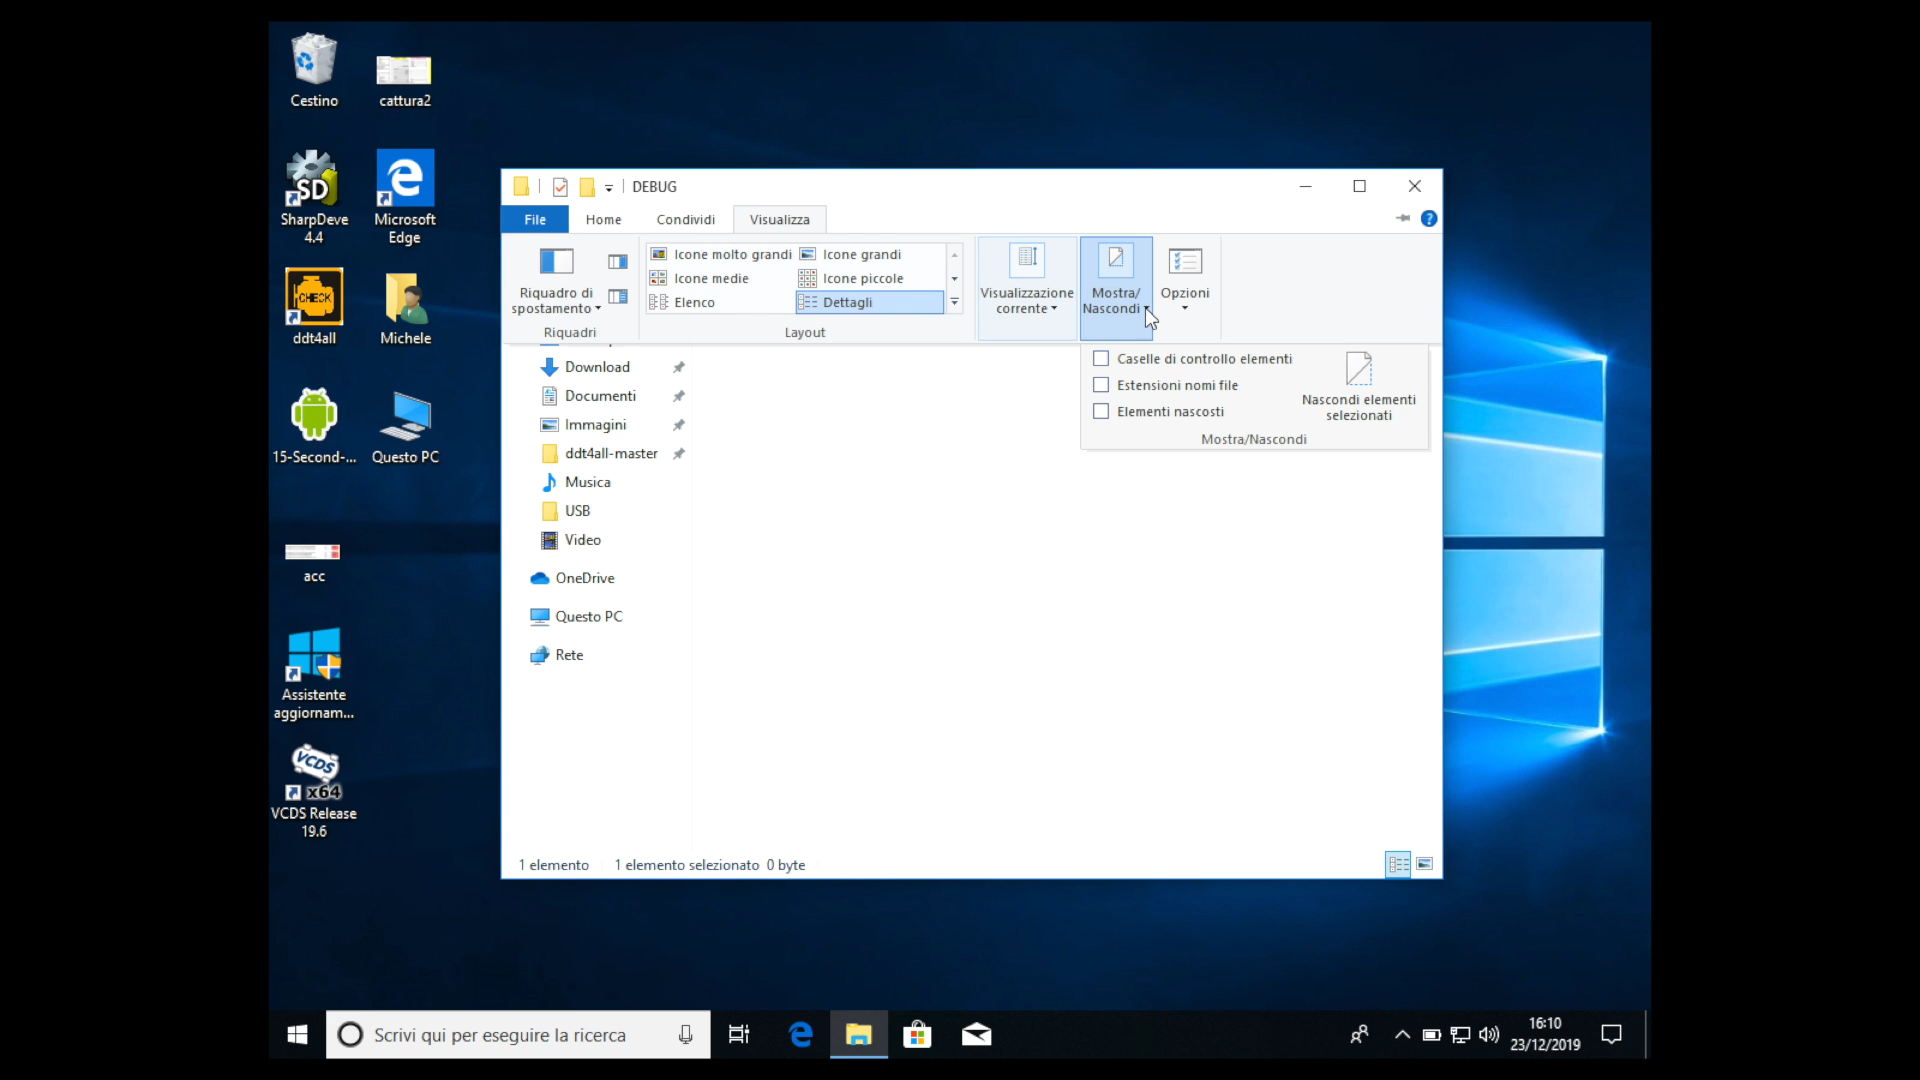 Cestino
cattura2
SD
SharpDeve
4.4
Microsoft
Edge
CHECK
ddt4all
Michele
15-Second-...
Questo PC
acc
Assistente
aggiornam...
VCDS
x64
VCDS Release
19.6
DEBUG
File
Home
Condividi
Visualizza
Riquadro di
spostamento
Riquadri
Icone molto grandi
Icone grandi
Icone medie
Icone piccole
Elenco
Dettagli
Layout
Visualizzazione
corrente
Mostra/
Nascondi
Opzioni
Caselle di controllo elementi
Estensioni nomi file
Elementi nascosti
Nascondi elementi
selezionati
Mostra/Nascondi
Download
Documenti
Immagini
ddt4all-master
Musica
USB
Video
OneDrive
Questo PC
Rete
1 elemento
1 elemento selezionato 0 byte
Scrivi qui per eseguire la ricerca
16:10
23/12/2019